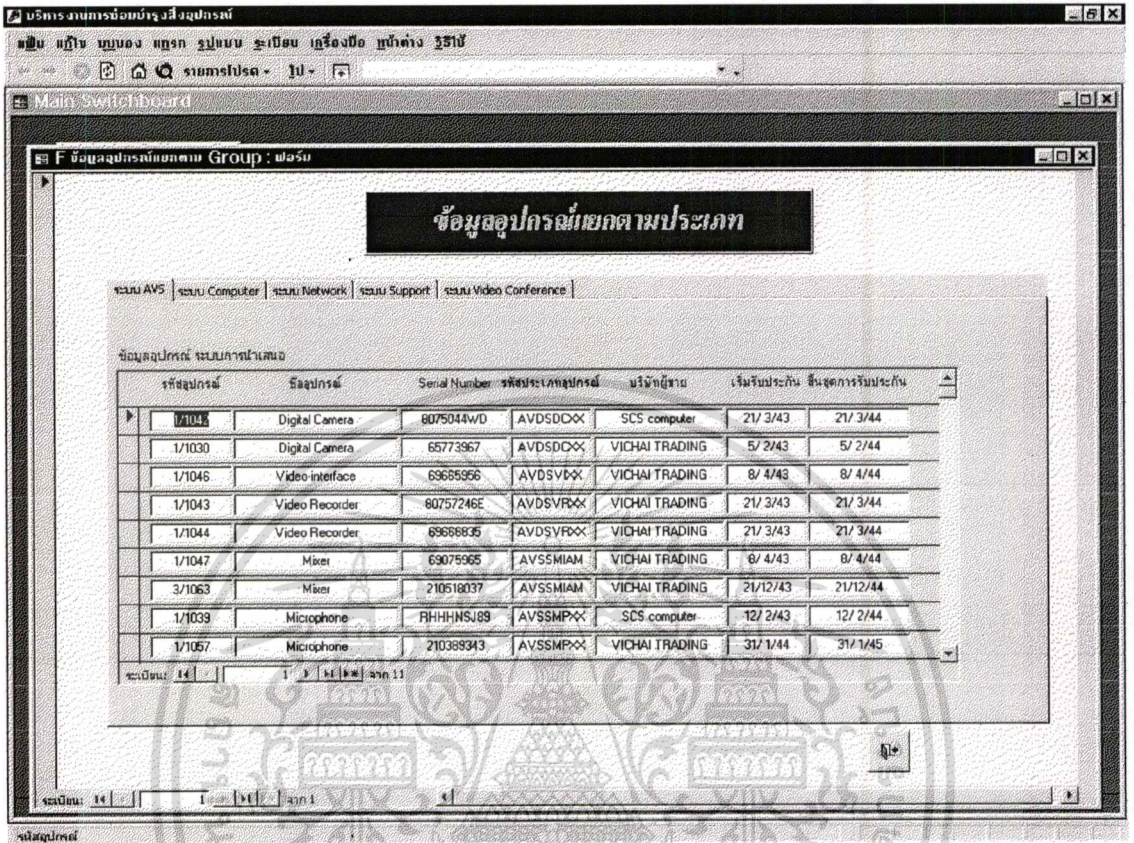 บริหารงานการซ่อมบำรุงสิ่งอุปกรณ์
แฟ้ม แก้ไข มุมมอง แทรก รูปแบบ ระเบียน เครื่องมือ หน้าต่าง วิธีใช้
รายการโปรด ไป
Main Switchboard
F ข้อมูลอุปกรณ์แยกตาม Group : ฟอร์ม
ข้อมูลอุปกรณ์แยกตามประเภท
ระบบ AVS ระบบ Computer ระบบ Network ระบบ Support ระบบ Video Conference
ข้อมูลอุปกรณ์ ระบบการนำเสนอ
รหัสอุปกรณ์ ชื่ออุปกรณ์ Serial Number รหัสประเภทอุปกรณ์ บริษัทผู้ขาย เริ่มรับประกัน สิ้นสุดการรับประกัน
1/1042 Digital Camera 8075044WD AVDSDCXX SCS computer 21/ 3/43 21/ 3/44
1/1030 Digital Camera 65773967 AVDSDCXX VICHAI TRADING 5/ 2/43 5/ 2/44
1/1046 Video-interface 69665956 AVDSVIXX VICHAI TRADING 8/ 4/43 8/ 4/44
1/1043 Video Recorder 80757246E AVDSVRXX VICHAI TRADING 21/ 3/43 21/ 3/44
1/1044 Video Recorder 69666835 AVDSVRXX VICHAI TRADING 21/ 3/43 21/ 3/44
1/1047 Mixer 69075965 AVSSMIAM VICHAI TRADING 8/ 4/43 8/ 4/44
3/1063 Mixer 210518037 AVSSMIAM VICHAI TRADING 21/12/43 21/12/44
1/1039 Microphone RHHHNSJ89 AVSSMPXX SCS computer 12/ 2/43 12/ 2/44
1/1057 Microphone 210389343 AVSSMPXX VICHAI TRADING 31/ 1/44 31/ 1/45
ระเบียน: 1 จาก 11
ระเบียน: 1 จาก 1
รหัสอุปกรณ์